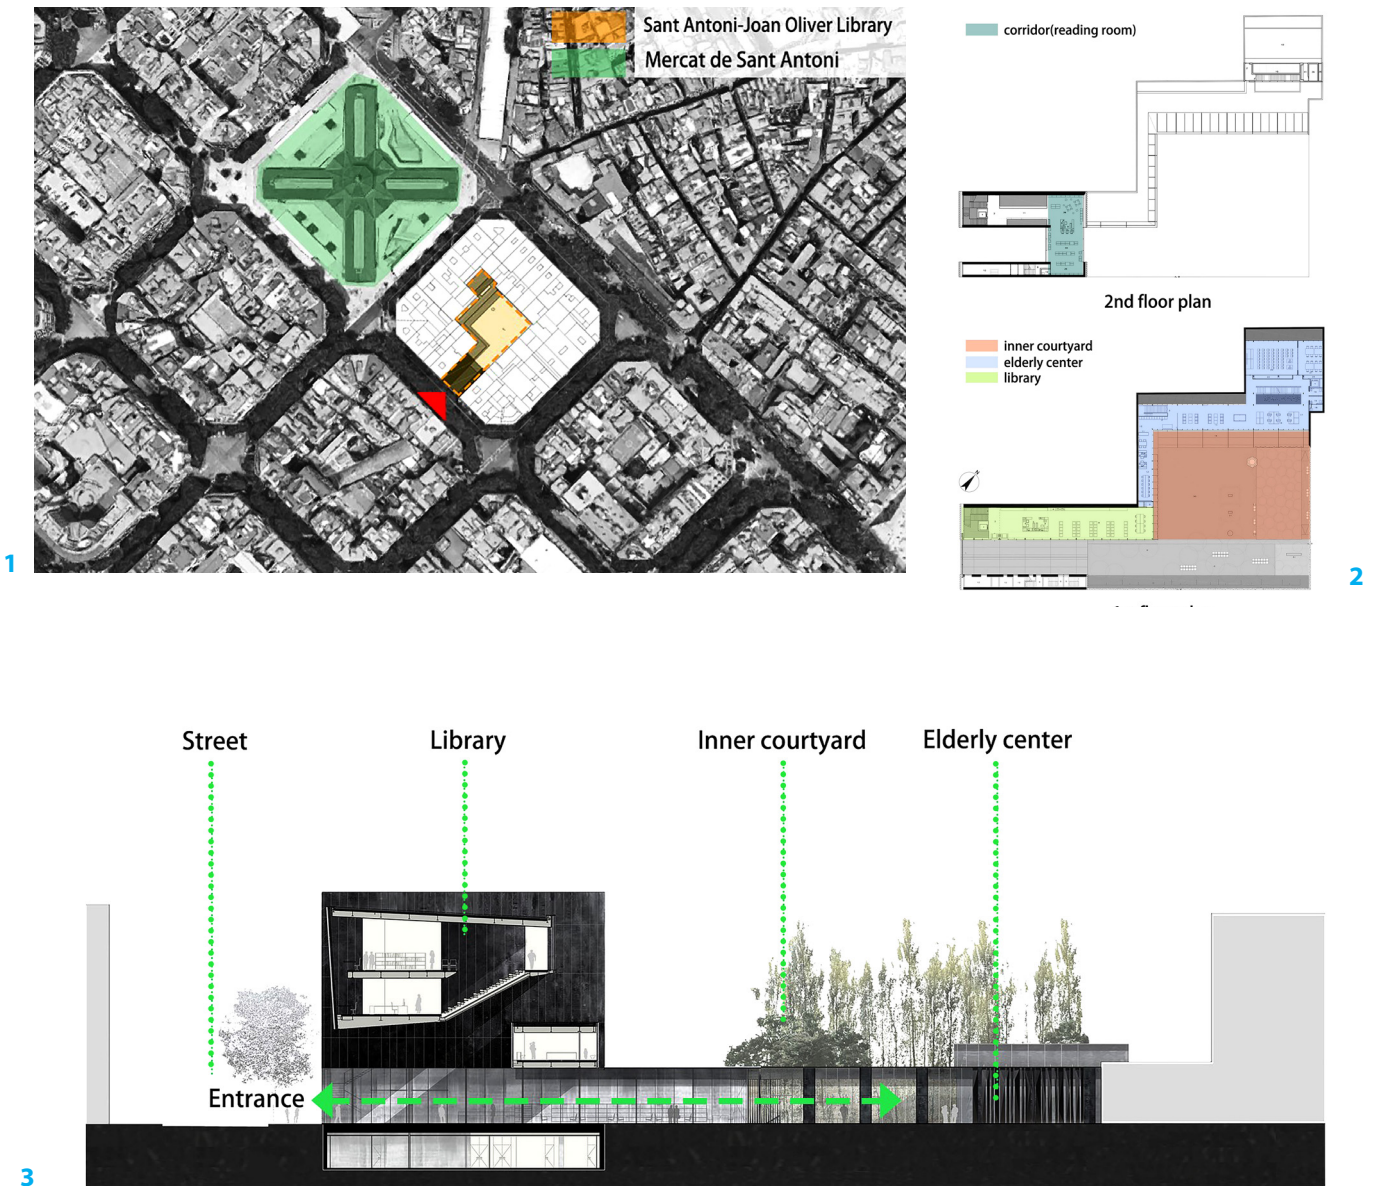 Sant Antoni-Joan Oliver Library
Mercat de Sant Antoni
1
corridor(reading room)
2nd floor plan
inner courtyard
elderly center
library
2
Street
Library
Inner courtyard
Elderly center
Entrance
3